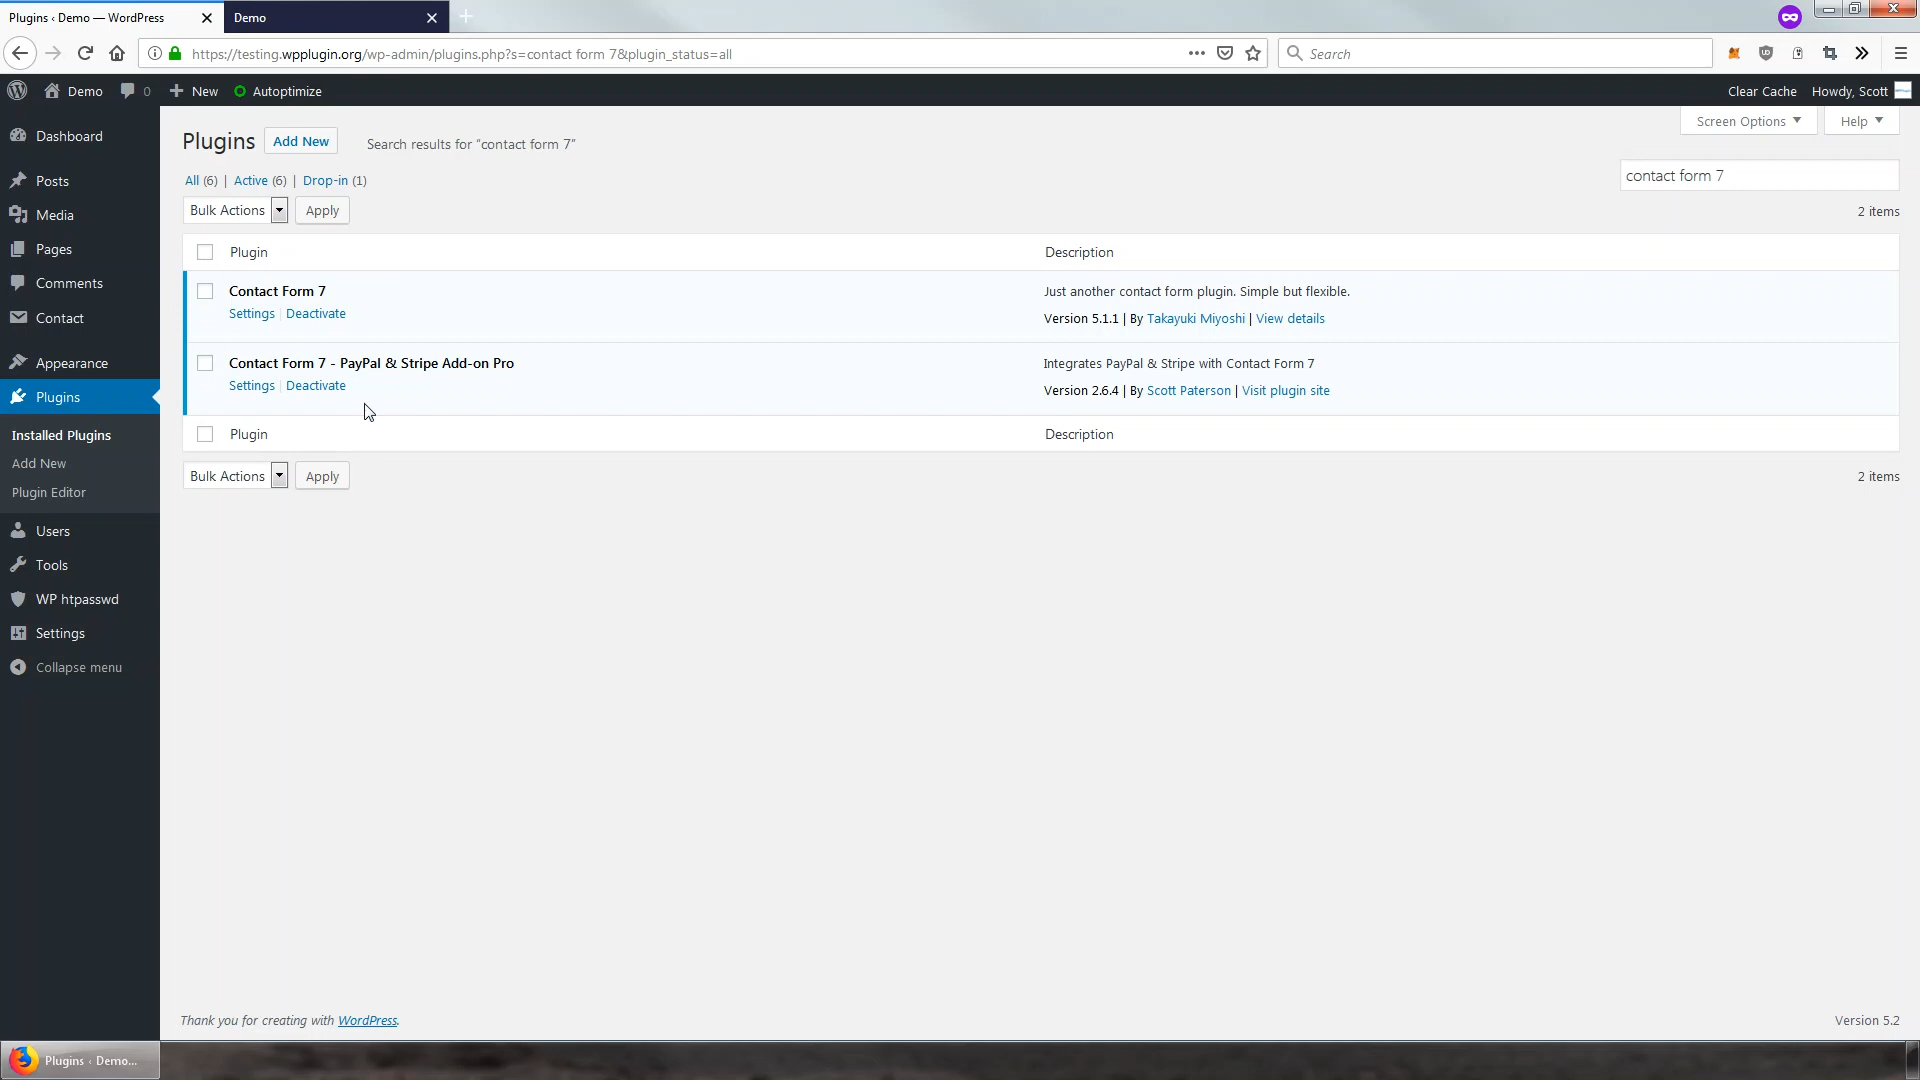 Plugins ‹ Demo — WordPress
Demo
https://testing.wpplugin.org/wp-admin/plugins.php?s=contact form 7&plugin_status=all
Search
Demo
0
New
Autoptimize
Clear Cache
Howdy, Scott
Dashboard
Posts
Media
Pages
Comments
Contact
Appearance
Plugins
Installed Plugins
Add New
Plugin Editor
Users
Tools
WP htpasswd
Settings
Collapse menu
Screen Options
Help
Plugins
Add New
Search results for “contact form 7”
All (6) | Active (6) | Drop-in (1)
contact form 7
Bulk Actions
Apply
2 items
Plugin
Description
Contact Form 7
Settings | Deactivate
Just another contact form plugin. Simple but flexible.
Version 5.1.1 | By Takayuki Miyoshi | View details
Contact Form 7 - PayPal & Stripe Add-on Pro
Settings | Deactivate
Integrates PayPal & Stripe with Contact Form 7
Version 2.6.4 | By Scott Paterson | Visit plugin site
Plugin
Description
Bulk Actions
Apply
2 items
Thank you for creating with WordPress.
Version 5.2
Plugins ‹ Demo...